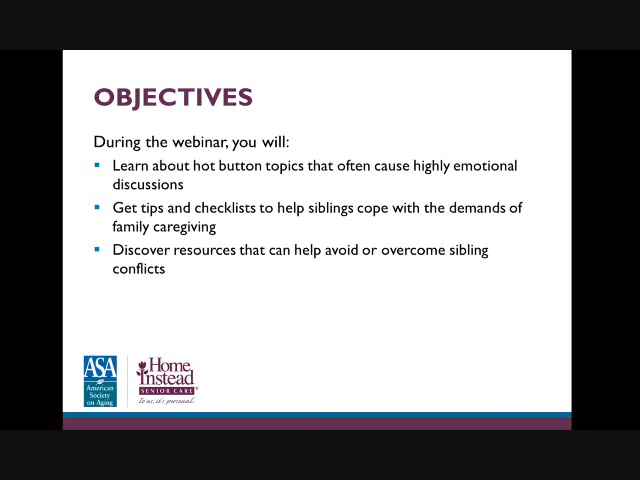 OBJECTIVES
During the webinar, you will:
Learn about hot button topics that often cause highly emotional
discussions
Get tips and checklists to help siblings cope with the demands of
family caregiving
Discover resources that can help avoid or overcome sibling
conflicts
ASA
American
Society
on Aging
Home
Instead
SENIOR CARE®
To us, it's personal.